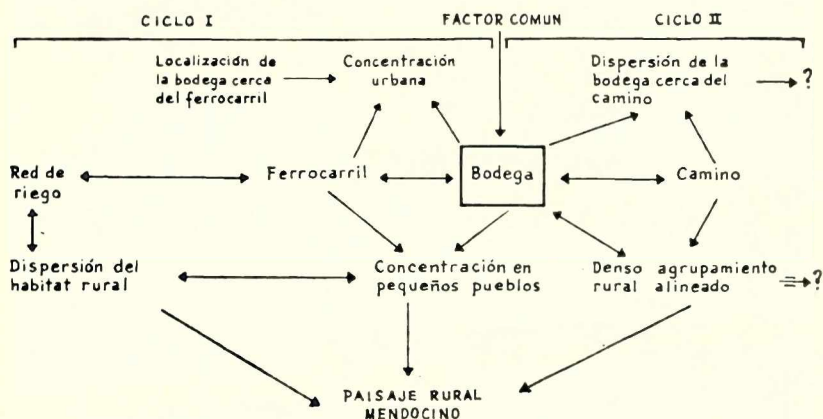 CICLO I
FACTOR COMUN
CICLO II
Localización de
la bodega cerca
del ferrocarril
Concentración
urbana
Dispersión de la
bodega cerca del
camino
?
Red de
riego
Ferrocarril
Bodega
Camino
Dispersión del
habitat rural
Concentración en
pequeños pueblos
Denso agrupamiento
rural alineado
?
PAISAJE RURAL
MENDOCINO